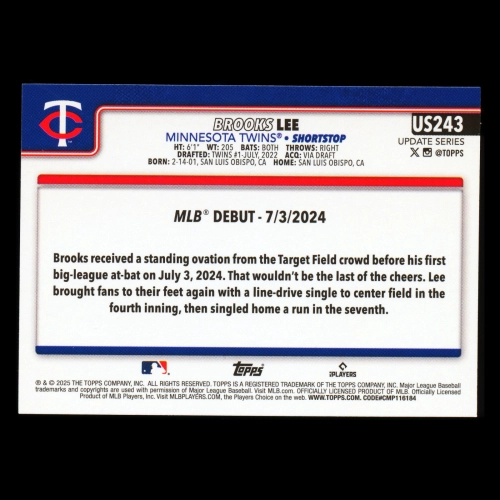 TC
BROOKS LEE
US243
MINNESOTA TWINS® • SHORTSTOP
UPDATE SERIES
HT: 6'1" WT: 205 BATS: BOTH THROWS: RIGHT
@TOPPS
DRAFTED: TWINS #1-JULY, 2022 ACQ: VIA DRAFT
BORN: 2-14-01, SAN LUIS OBISPO, CA HOME: SAN LUIS OBISPO, CA
MLB® DEBUT - 7/3/2024
Brooks received a standing ovation from the Target Field crowd before his first
big-league at-bat on July 3, 2024. That wouldn't be the last of the cheers. Lee
brought fans to their feet again with a line-drive single to center field in the
fourth inning, then singled home a run in the seventh.
Topps
PLAYERS
® & © 2025 THE TOPPS COMPANY, INC. ALL RIGHTS RESERVED. TOPPS IS A REGISTERED TRADEMARK OF THE TOPPS COMPANY, INC. Major League Baseball
trademarks and copyrights are used with permission of Major League Baseball. Visit MLB.com. OFFICIALLY LICENSED PRODUCT OF MLB PLAYERS, INC. Officially Licensed
Product of MLB Players, Inc. Visit MLBPLAYERS.COM, the Players Choice on the web. WWW.TOPPS.COM. CODE#CMP116184